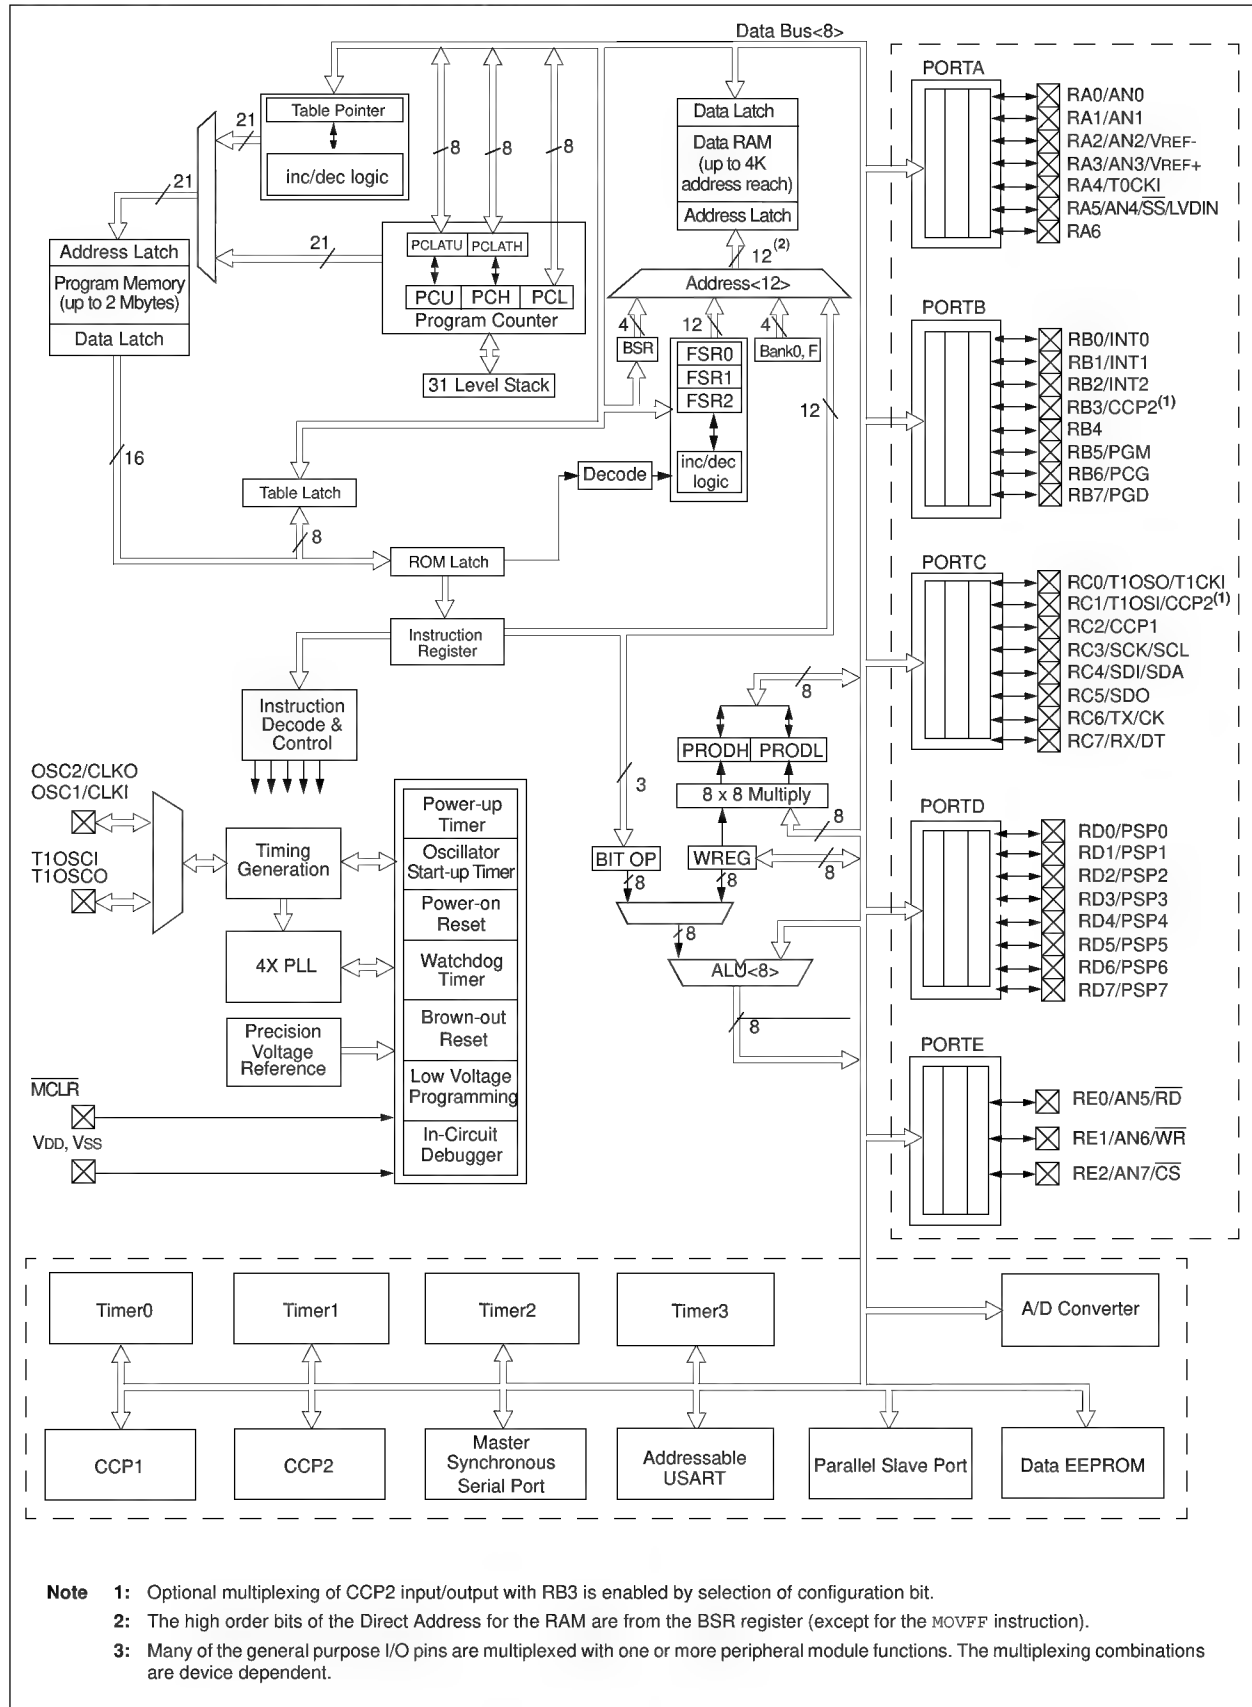 Data Bus<8>
PORTA
Table Pointer
Data Latch
RA0/AN0
21
RA1/AN1
8
8
8
Data RAM
(up to 4K
address reach)
RA2/AN2/VREF-
RA3/AN3/VREF+
inc/dec logic
21
RA4/T0CKI
Address Latch
RA5/AN4/SS/LVDIN
RA6
Address Latch
21
PCLATU
PCLATH
12(2)
Program Memory
(up to 2 Mbytes)
Address<12>
PCU
PCH
PCL
PORTB
Program Counter
4
12
4
Data Latch
BSR
FSR0
Bank0, F
RB0/INT0
FSR1
RB1/INT1
31 Level Stack
FSR2
RB2/INT2
12
RB3/CCP2(1)
RB4
16
inc/dec
logic
RB5/PGM
Decode
RB6/PCG
Table Latch
RB7/PGD
8
ROM Latch
PORTC
RC0/T1OSO/T1CKI
RC1/T1OSI/CCP2(1)
Instruction
Register
RC2/CCP1
RC3/SCK/SCL
8
RC4/SDI/SDA
Instruction
Decode &
Control
RC5/SDO
PRODH
PRODL
RC6/TX/CK
RC7/RX/DT
OSC2/CLKO
OSC1/CLKI
3
8 x 8 Multiply
Power-up
Timer
PORTD
8
RD0/PSP0
Timing
Generation
Oscillator
Start-up Timer
BIT OP
WREG
RD1/PSP1
T1OSCI
T1OSCO
8
8
8
RD2/PSP2
Power-on
Reset
RD3/PSP3
RD4/PSP4
8
RD5/PSP5
4X PLL
Watchdog
Timer
ALU<8>
RD6/PSP6
RD7/PSP7
Precision
Voltage
Reference
Brown-out
Reset
8
PORTE
MCLR
Low Voltage
Programming
RE0/AN5/RD
VDD, VSS
In-Circuit
Debugger
RE1/AN6/WR
RE2/AN7/CS
Timer0
Timer1
Timer2
Timer3
A/D Converter
CCP1
CCP2
Master
Synchronous
Serial Port
Addressable
USART
Parallel Slave Port
Data EEPROM
Note 1: Optional multiplexing of CCP2 input/output with RB3 is enabled by selection of configuration bit.
2: The high order bits of the Direct Address for the RAM are from the BSR register (except for the MOVFF instruction).
3: Many of the general purpose I/O pins are multiplexed with one or more peripheral module functions. The multiplexing combinations
are device dependent.